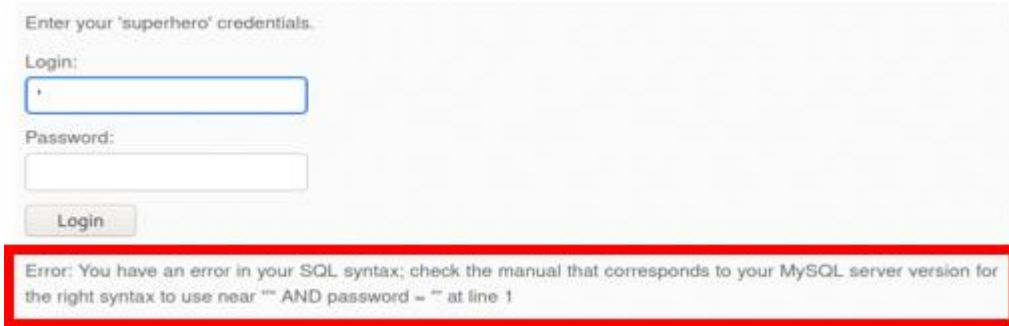 Enter your 'superhero' credentials.
Login:
'
Password:
Login
Error: You have an error in your SQL syntax; check the manual that corresponds to your MySQL server version for
the right syntax to use near ''' AND password = '' at line 1